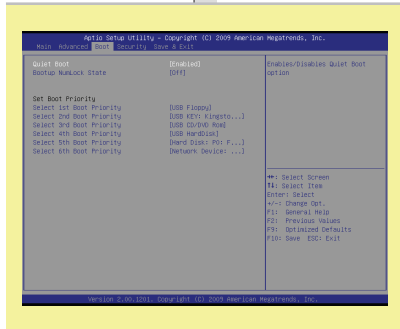 Aptio Setup Utility - Copyright (C) 2009 American Megatrends, Inc.
Main Advanced Boot Security Save & Exit
Quiet Boot [Enabled]
Bootup NumLock State [Off]
Set Boot Priority
Select 1st Boot Priority [USB Floppy]
Select 2nd Boot Priority [USB KEY: Kingsto...]
Select 3rd Boot Priority [USB CD/DVD Rom]
Select 4th Boot Priority [USB HardDisk]
Select 5th Boot Priority [Hard Disk: P0: F...]
Select 6th Boot Priority [Network Device: ...]
Enables/Disables Quiet Boot
option
→←: Select Screen
↑↓: Select Item
Enter: Select
+/-: Change Opt.
F1: General Help
F2: Previous Values
F9: Optimized Defaults
F10: Save ESC: Exit
Version 2.00.1201. Copyright (C) 2009 American Megatrends, Inc.